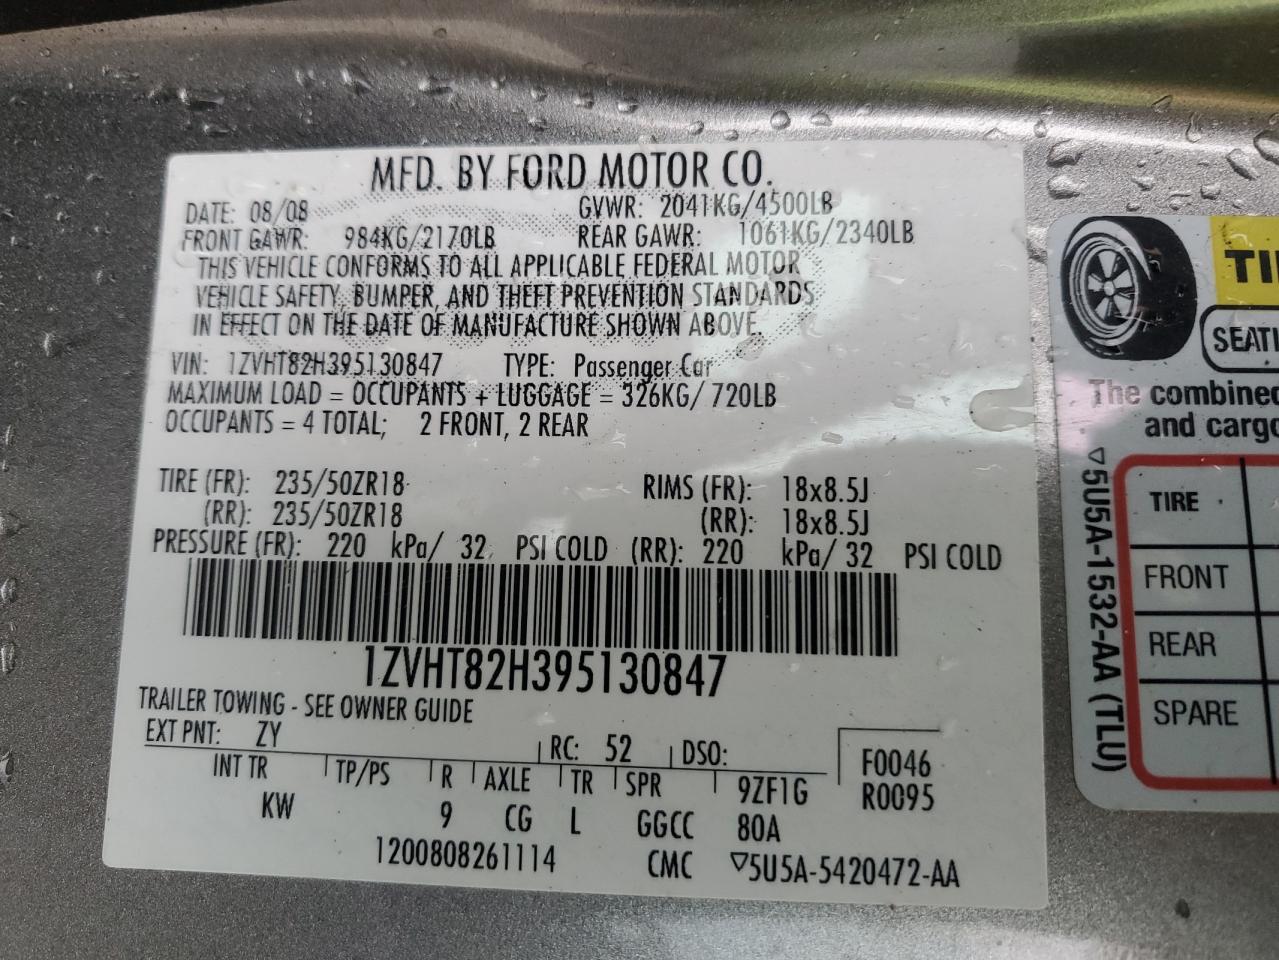 MFD. BY FORD MOTOR CO.
DATE: 08/08 GVWR: 2041KG/4500LB
FRONT GAWR: 984KG/2170LB REAR GAWR: 1061KG/2340LB
THIS VEHICLE CONFORMS TO ALL APPLICABLE FEDERAL MOTOR
VEHICLE SAFETY, BUMPER, AND THEFT PREVENTION STANDARDS
IN EFFECT ON THE DATE OF MANUFACTURE SHOWN ABOVE.
VIN: 1ZVHT82H395130847 TYPE: Passenger Car
MAXIMUM LOAD = OCCUPANTS + LUGGAGE = 326KG/ 720LB
OCCUPANTS = 4 TOTAL; 2 FRONT, 2 REAR
TIRE (FR): 235/50ZR18 RIMS (FR): 18x8.5J
(RR): 235/50ZR18 (RR): 18x8.5J
PRESSURE (FR): 220 kPa/ 32 PSI COLD (RR): 220 kPa/ 32 PSI COLD
1ZVHT82H395130847
TRAILER TOWING - SEE OWNER GUIDE
EXT PNT: ZY RC: 52 DSO: F0046
INT TR TP/PS R AXLE TR SPR 9ZF1G R0095
KW 9 CG L GGCC 80A
1200808261114 CMC ▽5U5A-5420472-AA
TI
SEATI
The combined
and cargo
TIRE
FRONT
REAR
SPARE
▽5U5A-1532-AA (TLU)